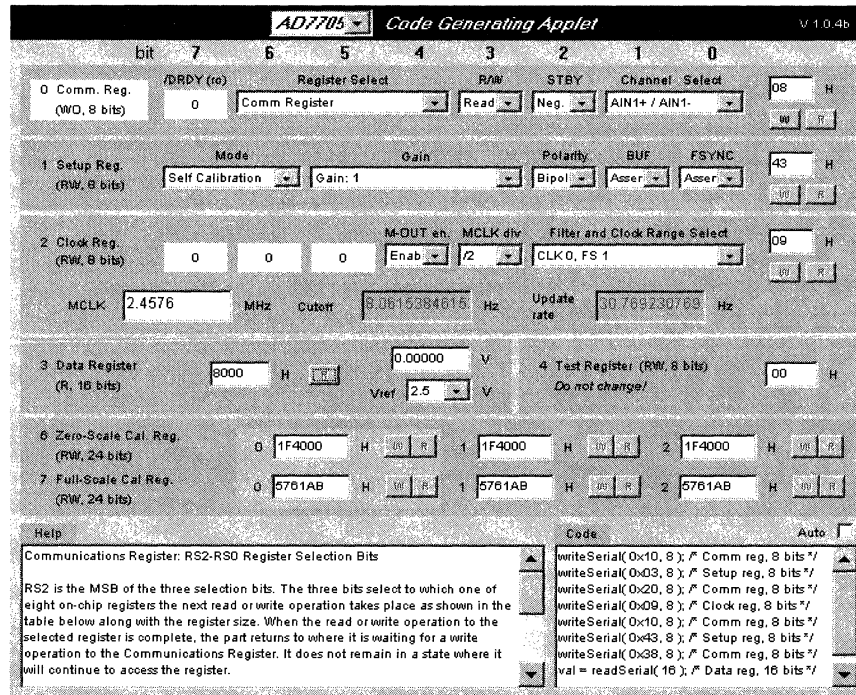 AD7705 Code Generating Applet V 1.0.4b
bit 7 6 5 4 3 2 1 0
/DRDY (ro) Register Select R/W STBY Channel Select
0 Comm. Reg. (WO, 8 bits) 0 Comm Register Read Neg. AIN1+ / AIN1- 08 H
W R
Mode Gain Polarity BUF FSYNC
1 Setup Reg. (RW, 8 bits) Self Calibration Gain: 1 Bipol Asser Asser 43 H
W R
M-OUT en. MCLK div Filter and Clock Range Select
2 Clock Reg. (RW, 8 bits) 0 0 0 Enab /2 CLK 0, FS 1 09 H
W R
MCLK 2.4576 MHz Cutoff 8.0615384615 Hz Update rate 30.769230769 Hz
3 Data Register (R, 16 bits) 8000 H R 0.00000 V
Vref 2.5 V
4 Test Register (RW, 8 bits) 00 H
Do not change!
6 Zero-Scale Cal. Reg. (RW, 24 bits) 0 1F4000 H W R 1 1F4000 H W R 2 1F4000 H W R
7 Full-Scale Cal Reg. (RW, 24 bits) 0 5761AB H W R 1 5761AB H W R 2 5761AB H W R
Help
Communications Register: RS2-RS0 Register Selection Bits
RS2 is the MSB of the three selection bits. The three bits select to which one of
eight on-chip registers the next read or write operation takes place as shown in the
table below along with the register size. When the read or write operation to the
selected register is complete, the part returns to where it is waiting for a write
operation to the Communications Register. It does not remain in a state where it
will continue to access the register.
Code Auto
writeSerial( 0x10, 8 ); /* Comm reg, 8 bits */
writeSerial( 0x03, 8 ); /* Setup reg, 8 bits */
writeSerial( 0x20, 8 ); /* Comm reg, 8 bits */
writeSerial( 0x09, 8 ); /* Clock reg, 8 bits */
writeSerial( 0x10, 8 ); /* Comm reg, 8 bits */
writeSerial( 0x43, 8 ); /* Setup reg, 8 bits */
writeSerial( 0x38, 8 ); /* Comm reg, 8 bits */
val = readSerial( 16 ); /* Data reg, 16 bits */